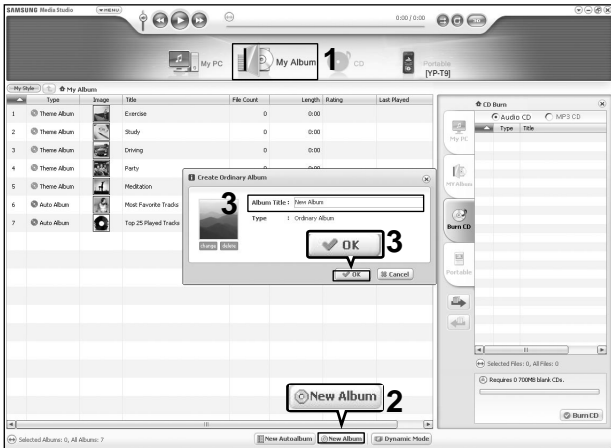 SAMSUNG Media Studio MENU
0:00 / 0:00
My PC
My Album
1
CD
Portable
[YP-T9]
My Style
My Album
Type Image Title File Count Length Rating Last Played
1 Theme Album Exercise 0 0:00
2 Theme Album Study 0 0:00
3 Theme Album Driving 0 0:00
4 Theme Album Party 0 0:00
5 Theme Album Meditation
6 Auto Album Most Favorite Tracks
7 Auto Album Top 25 Played Tracks
Create Ordinary Album
3
Album Title : New Album
Type : Ordinary Album
change delete
OK
3
OK Cancel
New Album
2
Selected Albums: 0, All Albums: 7
New Autoalbum New Album Dynamic Mode
CD Burn
Audio CD MP3 CD
Type Title
My PC
MY Album
Burn CD
Portable
Selected Files: 0, All Files: 0
Requires 0 700MB blank CDs.
Burn CD